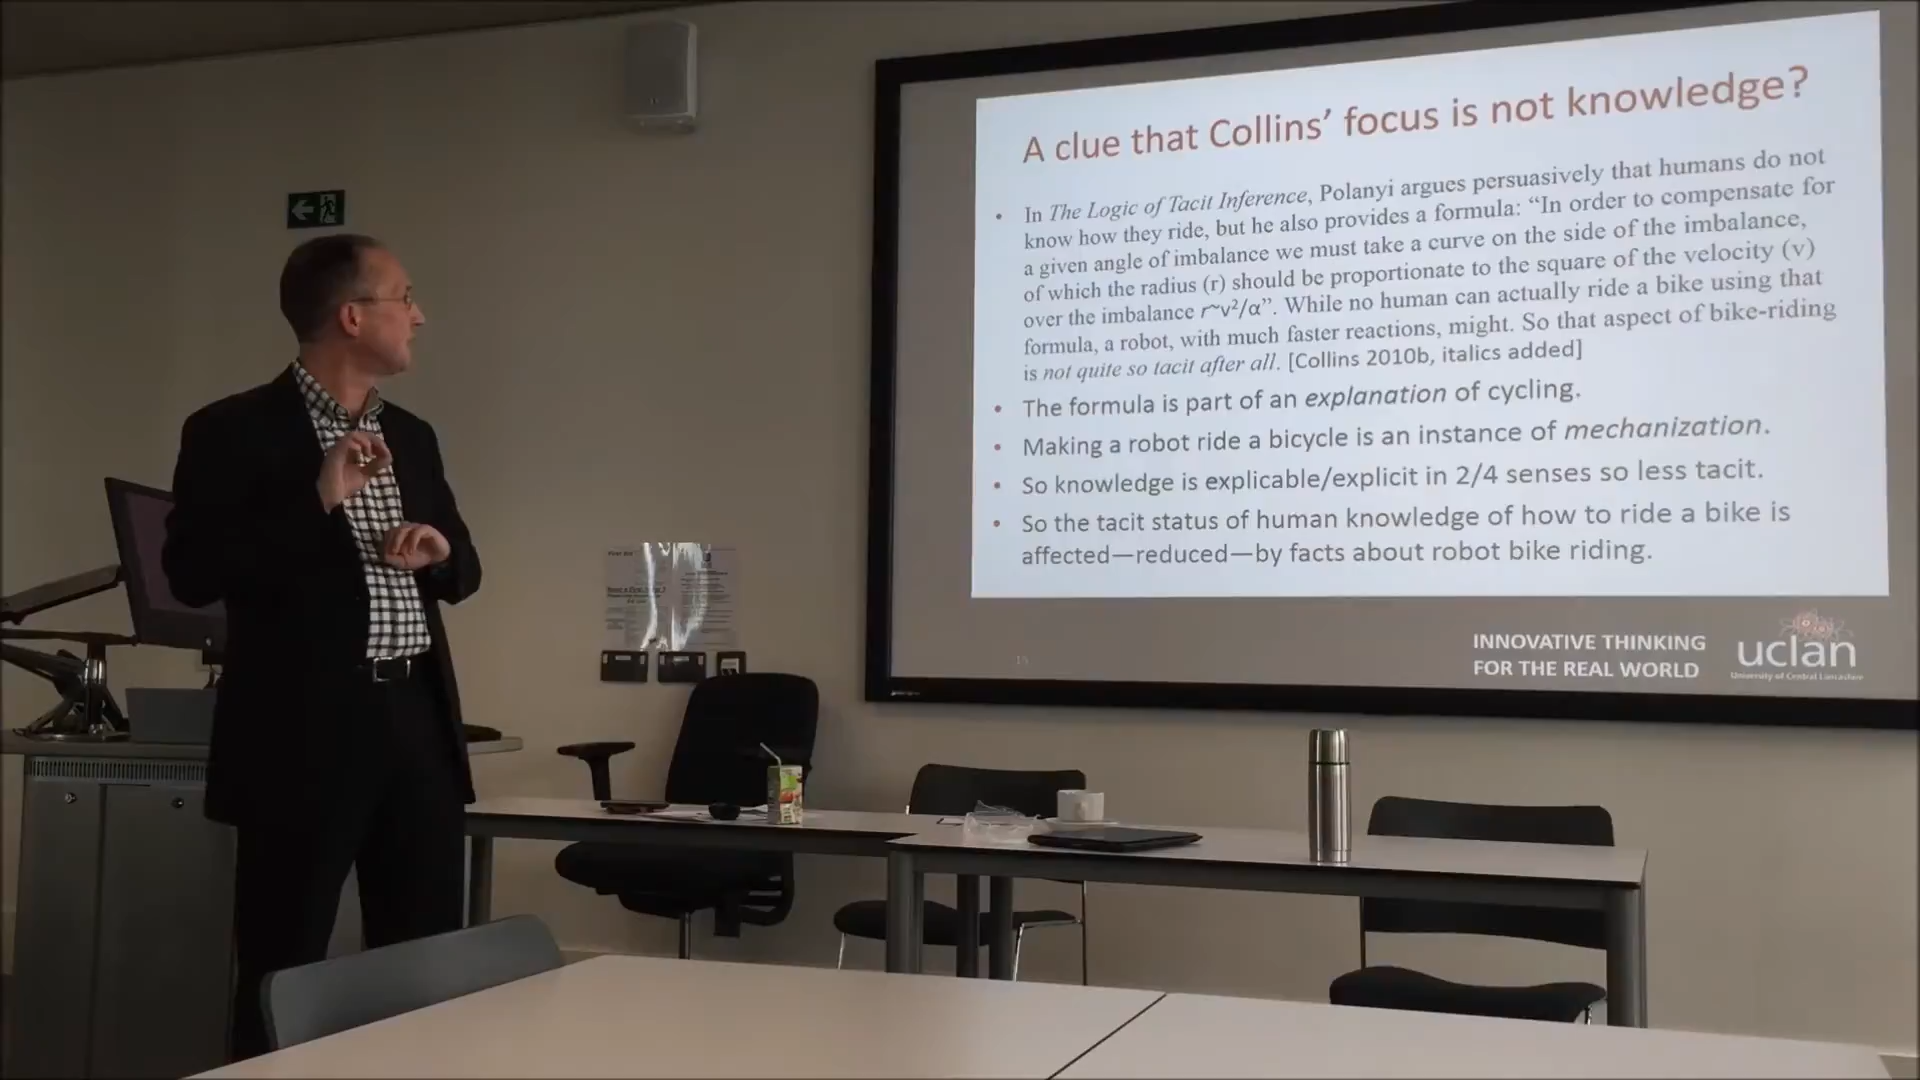 A clue that Collins’ focus is not knowledge?
• In The Logic of Tacit Inference, Polanyi argues persuasively that humans do not
know how they ride, but he also provides a formula: “In order to compensate for
a given angle of imbalance we must take a curve on the side of the imbalance,
of which the radius (r) should be proportionate to the square of the velocity (v)
over the imbalance r~v²/α”. While no human can actually ride a bike using that
formula, a robot, with much faster reactions, might. So that aspect of bike-riding
is not quite so tacit after all. [Collins 2010b, italics added]
• The formula is part of an explanation of cycling.
• Making a robot ride a bicycle is an instance of mechanization.
• So knowledge is explicable/explicit in 2/4 senses so less tacit.
• So the tacit status of human knowledge of how to ride a bike is
affected—reduced—by facts about robot bike riding.
15
INNOVATIVE THINKING
FOR THE REAL WORLD
uclan
University of Central Lancashire